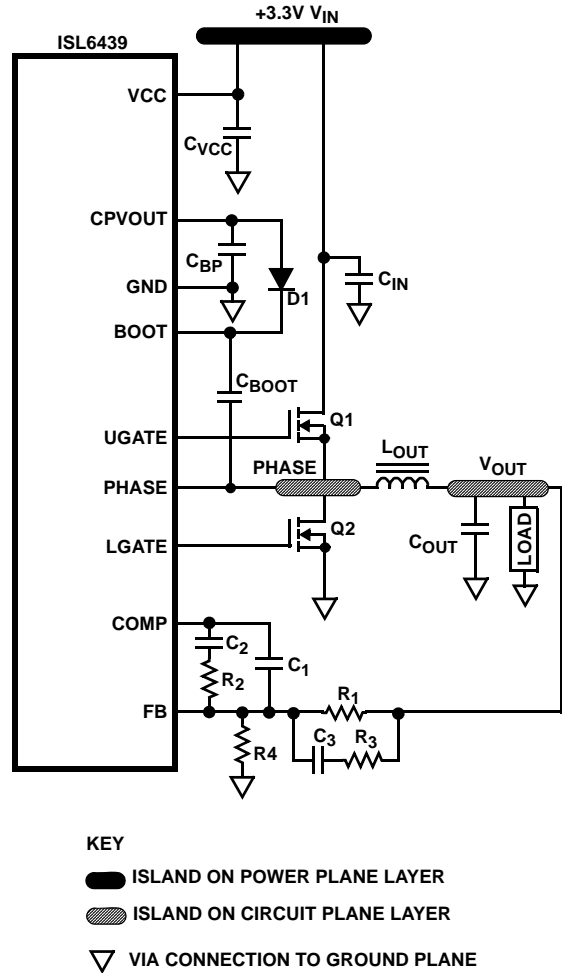 +3.3V VIN
ISL6439
VCC
CVCC
CPVOUT
CBP
D1
CIN
GND
BOOT
CBOOT
Q1
UGATE
PHASE
LOUT
VOUT
PHASE
Q2
COUT
LOAD
LGATE
COMP
C2
C1
R2
R1
FB
C3
R3
R4
KEY
ISLAND ON POWER PLANE LAYER
ISLAND ON CIRCUIT PLANE LAYER
VIA CONNECTION TO GROUND PLANE